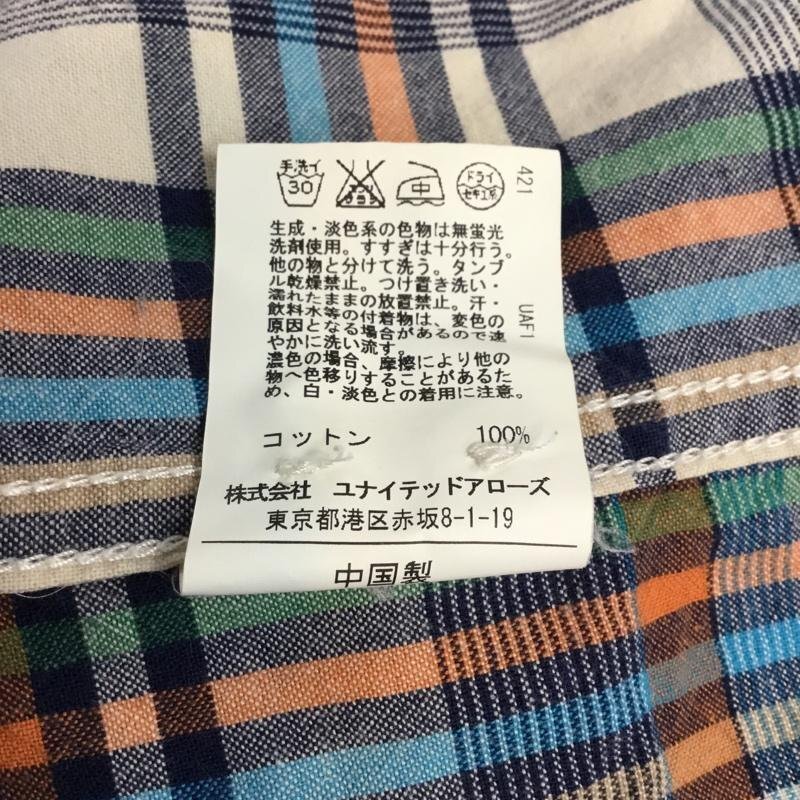 手洗イ 30 中 ドライ セキユ系
421
生成・淡色系の色物は無蛍光
洗剤使用。すすぎは十分行う。
他の物と分けて洗う。タンブ
ル乾燥禁止。つけ置き洗い・
濡れたままの放置禁止。汗・
飲料水等の付着物は、変色の
原因となる場合があるので速
やかに洗い流す。
濃色の場合、摩擦により他の
物へ色移りすることがあるた
め、白・淡色との着用に注意。
UAF1
コットン 100%
株式会社 ユナイテッドアローズ
東京都港区赤坂8-1-19
中国製